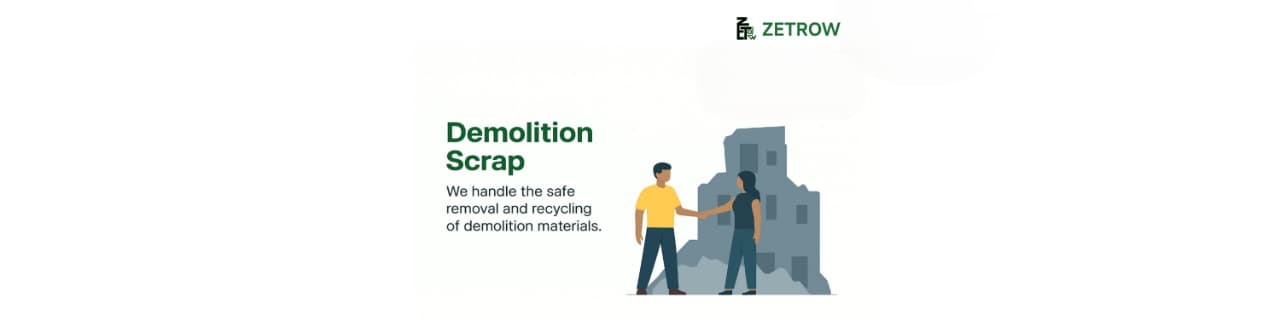 ZETROW
Demolition
Scrap
We handle the safe
removal and recycling
of demolition materials.